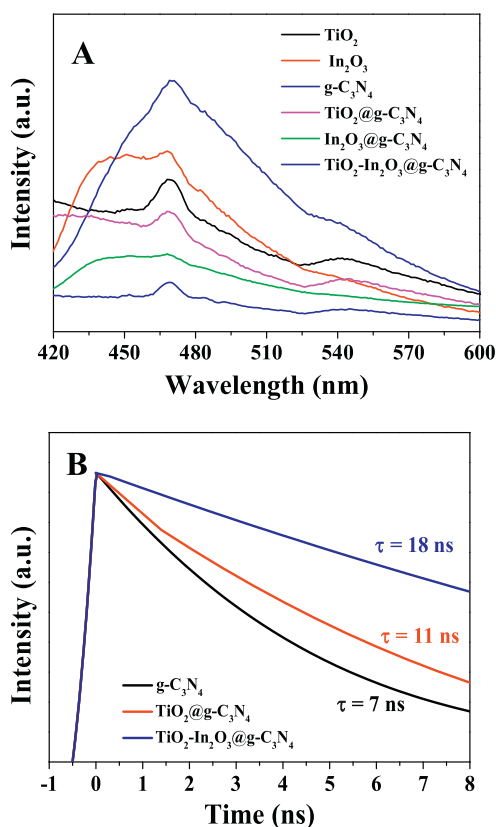 A
TiO₂
In₂O₃
g-C₃N₄
TiO₂@g-C₃N₄
In₂O₃@g-C₃N₄
TiO₂-In₂O₃@g-C₃N₄
Intensity (a.u.)
420 450 480 510 540 570 600
Wavelength (nm)
B
τ = 18 ns
τ = 11 ns
τ = 7 ns
g-C₃N₄
TiO₂@g-C₃N₄
TiO₂-In₂O₃@g-C₃N₄
Intensity (a.u.)
-1 0 1 2 3 4 5 6 7 8
Time (ns)